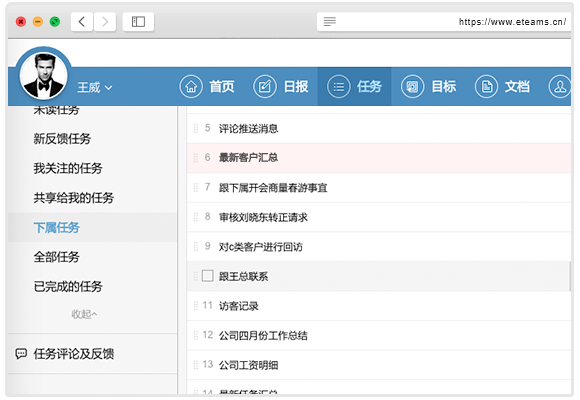 https://www.eteams.cn/
王威
首页
日报
任务
目标
文档
未读任务
新反馈任务
我关注的任务
共享给我的任务
下属任务
全部任务
已完成的任务
收起
任务评论及反馈
5 评论推送消息
6 最新客户汇总
7 跟下属开会商量春游事宜
8 审核刘晓东转正请求
9 对c类客户进行回访
跟王总联系
11 访客记录
12 公司四月份工作总结
13 公司工资明细
14 最新任务汇总